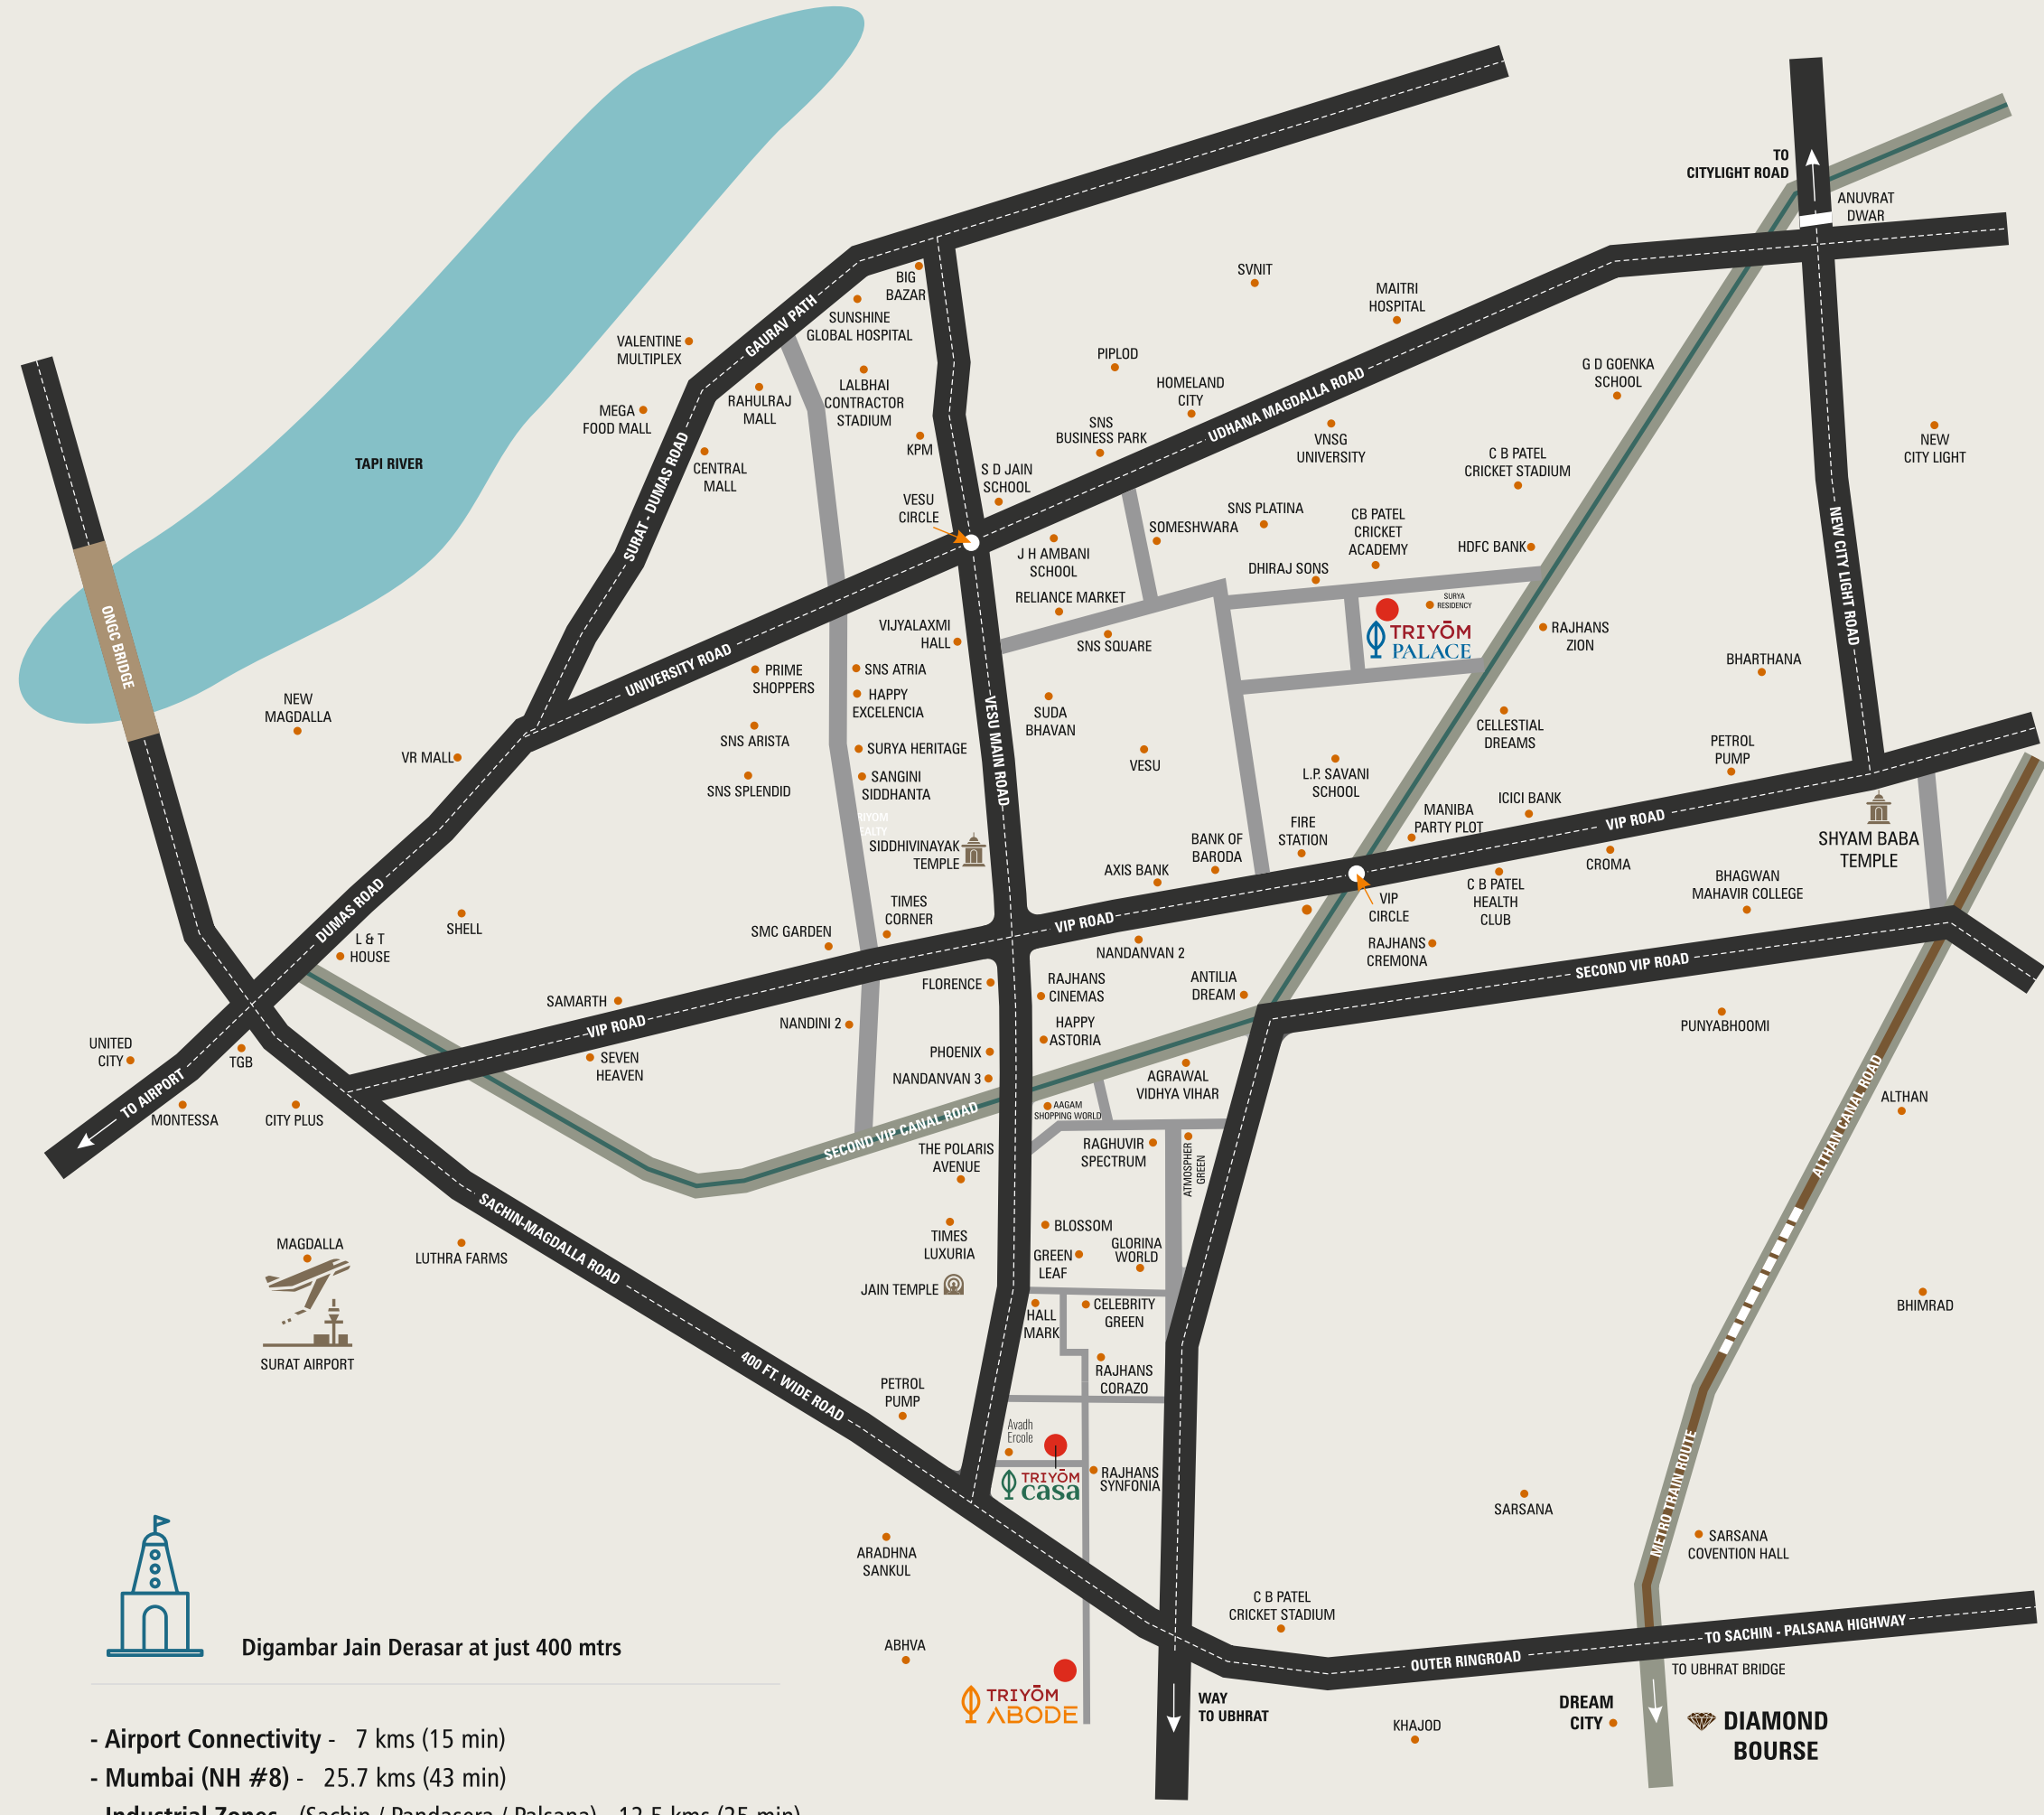 TO
CITYLIGHT ROAD
ANUVRAT
DWAR
BIG
BAZAR
SVNIT
MAITRI
HOSPITAL
SUNSHINE
GLOBAL HOSPITAL
GAURAV PATH
VALENTINE
MULTIPLEX
PIPLOD
HOMELAND
CITY
G D GOENKA
SCHOOL
UDHANA MAGDALLA ROAD
RAHULRAJ
MALL
LALBHAI
CONTRACTOR
STADIUM
MEGA
FOOD MALL
SNS
BUSINESS PARK
VNSG
UNIVERSITY
NEW
CITY LIGHT
KPM
TAPI RIVER
CENTRAL
MALL
SURAT - DUMAS ROAD
S D JAIN
SCHOOL
C B PATEL
CRICKET STADIUM
VESU
CIRCLE
SNS PLATINA
SOMESHWARA
CB PATEL
CRICKET
ACADEMY
HDFC BANK
J H AMBANI
SCHOOL
DHIRAJ SONS
NEW CITY LIGHT ROAD
RELIANCE MARKET
SURYA
RESIDENCY
ONGC BRIDGE
VIJYALAXMI
HALL
TRIYŌM
PALACE
RAJHANS
ZION
SNS SQUARE
UNIVERSITY ROAD
PRIME
SHOPPERS
SNS ATRIA
BHARTHANA
HAPPY
EXCELENCIA
NEW
MAGDALLA
VESU MAIN ROAD
SUDA
BHAVAN
CELLESTIAL
DREAMS
SNS ARISTA
SURYA HERITAGE
VR MALL
VESU
PETROL
PUMP
SNS SPLENDID
SANGINI
SIDDHANTA
L.P. SAVANI
SCHOOL
ICICI BANK
MANIBA
PARTY PLOT
VIP ROAD
SHYAM BABA
TEMPLE
RIYOM
EALTY
FIRE
STATION
SIDDHIVINAYAK
TEMPLE
BANK OF
BARODA
AXIS BANK
CROMA
C B PATEL
HEALTH
CLUB
BHAGWAN
MAHAVIR COLLEGE
VIP
CIRCLE
DUMAS ROAD
SHELL
TIMES
CORNER
VIP ROAD
SMC GARDEN
L & T
HOUSE
NANDANVAN 2
RAJHANS
CREMONA
SECOND VIP ROAD
FLORENCE
RAJHANS
CINEMAS
ANTILIA
DREAM
SAMARTH
VIP ROAD
NANDINI 2
HAPPY
ASTORIA
PUNYABHOOMI
UNITED
CITY
TGB
SEVEN
HEAVEN
PHOENIX
NANDANVAN 3
AGRAWAL
VIDHYA VIHAR
TO AIRPORT
MONTESSA
CITY PLUS
AAGAM
SHOPPING WORLD
ALTHAN
ALTHAN CANAL ROAD
SECOND VIP CANAL ROAD
THE POLARIS
AVENUE
RAGHUVIR
SPECTRUM
ATMOSPHER
GREEN
SACHIN-MAGDALLA ROAD
BLOSSOM
MAGDALLA
LUTHRA FARMS
TIMES
LUXURIA
GREEN
LEAF
GLORINA
WORLD
JAIN TEMPLE
BHIMRAD
HALL
MARK
CELEBRITY
GREEN
SURAT AIRPORT
400 FT. WIDE ROAD
RAJHANS
CORAZO
PETROL
PUMP
Avadh
Ercole
METRO TRAIN ROUTE
TRIYŌM
casa
RAJHANS
SYNFONIA
SARSANA
SARSANA
COVENTION HALL
ARADHNA
SANKUL
C B PATEL
CRICKET STADIUM
TO SACHIN - PALSANA HIGHWAY
Digambar Jain Derasar at just 400 mtrs
ABHVA
OUTER RINGROAD
TO UBHRAT BRIDGE
TRIYŌM
ABODE
WAY
TO UBHRAT
DREAM
CITY
KHAJOD
DIAMOND
BOURSE
- Airport Connectivity - 7 kms (15 min)
- Mumbai (NH #8) - 25.7 kms (43 min)
- Industrial Zones - (Sachin / Pandasera / Palsana) - 12.5 kms (25 min)